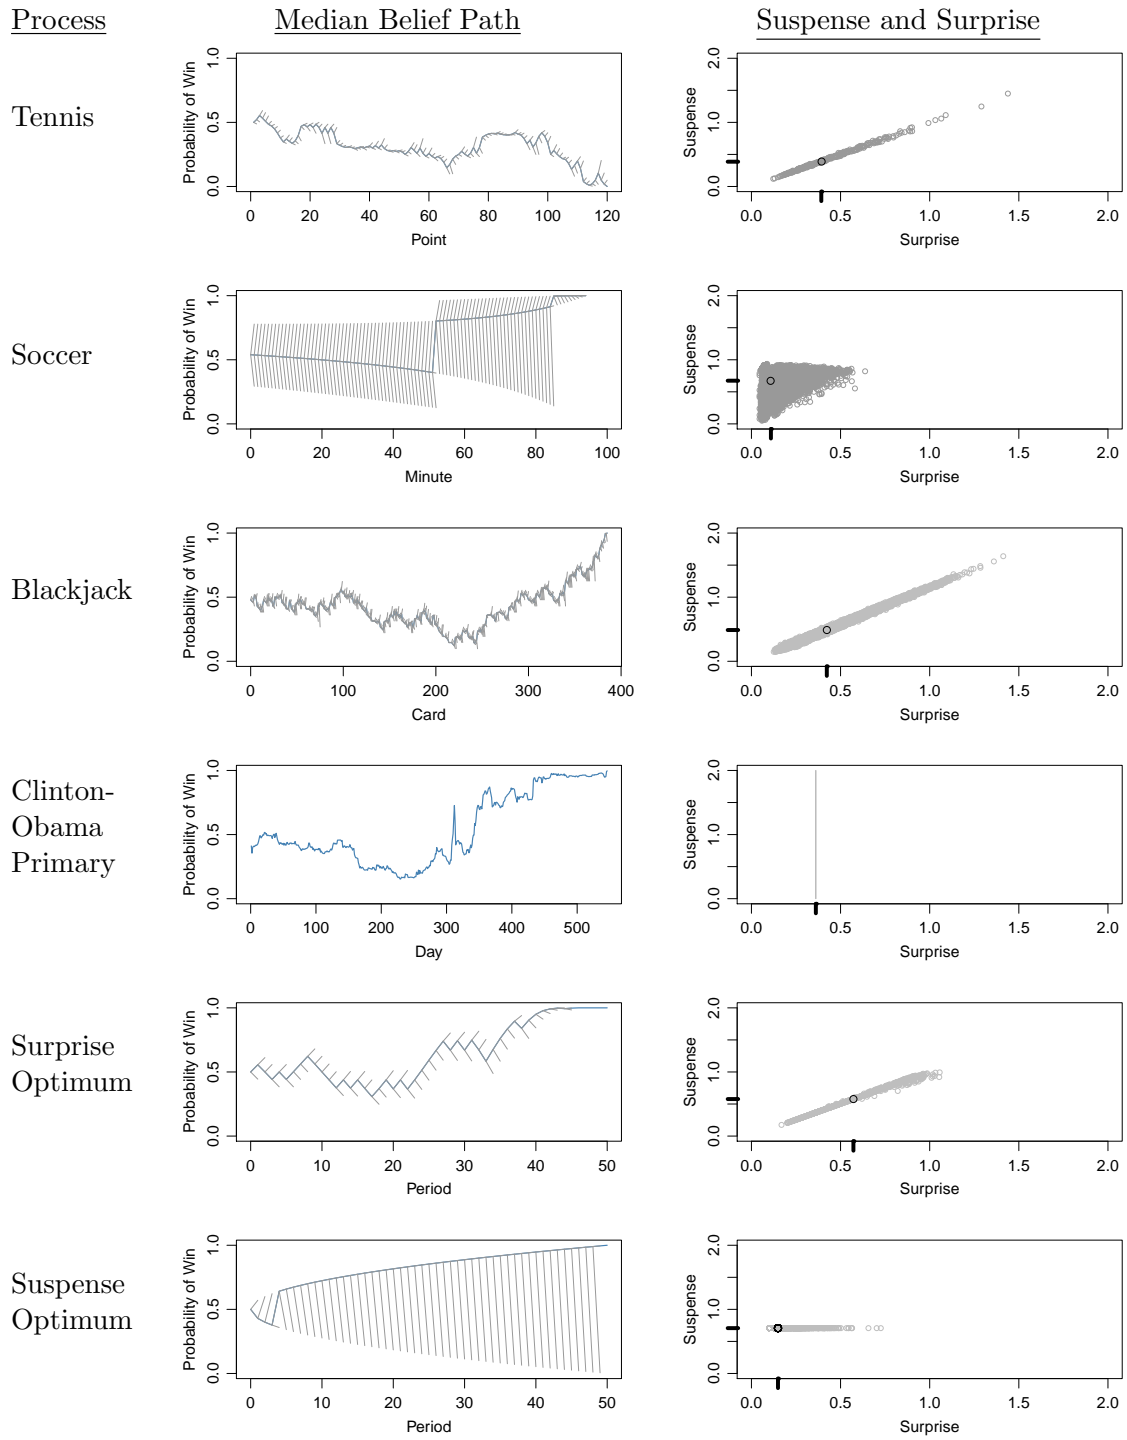 Process Median Belief Path Suspense and Surprise
Tennis
Probability of Win
0.0 0.5 1.0
0 20 40 60 80 100 120
Point
Suspense
0.0 1.0 2.0
0.0 0.5 1.0 1.5 2.0
Surprise
Soccer
Probability of Win
0.0 0.5 1.0
0 20 40 60 80 100
Minute
Suspense
0.0 1.0 2.0
0.0 0.5 1.0 1.5 2.0
Surprise
Blackjack
Probability of Win
0.0 0.5 1.0
0 100 200 300 400
Card
Suspense
0.0 1.0 2.0
0.0 0.5 1.0 1.5 2.0
Surprise
Clinton-
Obama
Primary
Probability of Win
0.0 0.5 1.0
0 100 200 300 400 500
Day
Suspense
0.0 1.0 2.0
0.0 0.5 1.0 1.5 2.0
Surprise
Surprise
Optimum
Probability of Win
0.0 0.5 1.0
0 10 20 30 40 50
Period
Suspense
0.0 1.0 2.0
0.0 0.5 1.0 1.5 2.0
Surprise
Suspense
Optimum
Probability of Win
0.0 0.5 1.0
0 10 20 30 40 50
Period
Suspense
0.0 1.0 2.0
0.0 0.5 1.0 1.5 2.0
Surprise